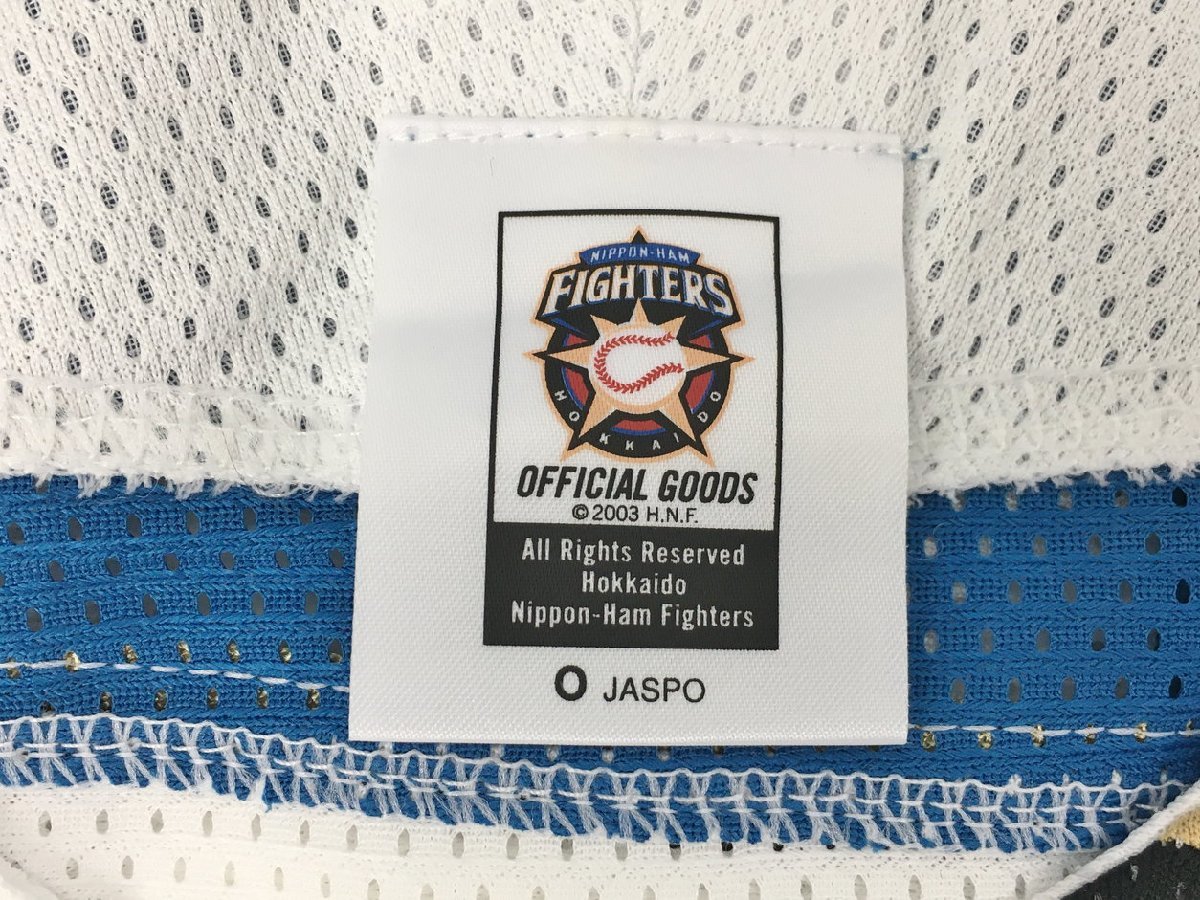 NIPPON-HAM
FIGHTERS
HOKKAIDO
OFFICIAL GOODS
©2003 H.N.F.
All Rights Reserved
Hokkaido
Nippon-Ham Fighters
O JASPO